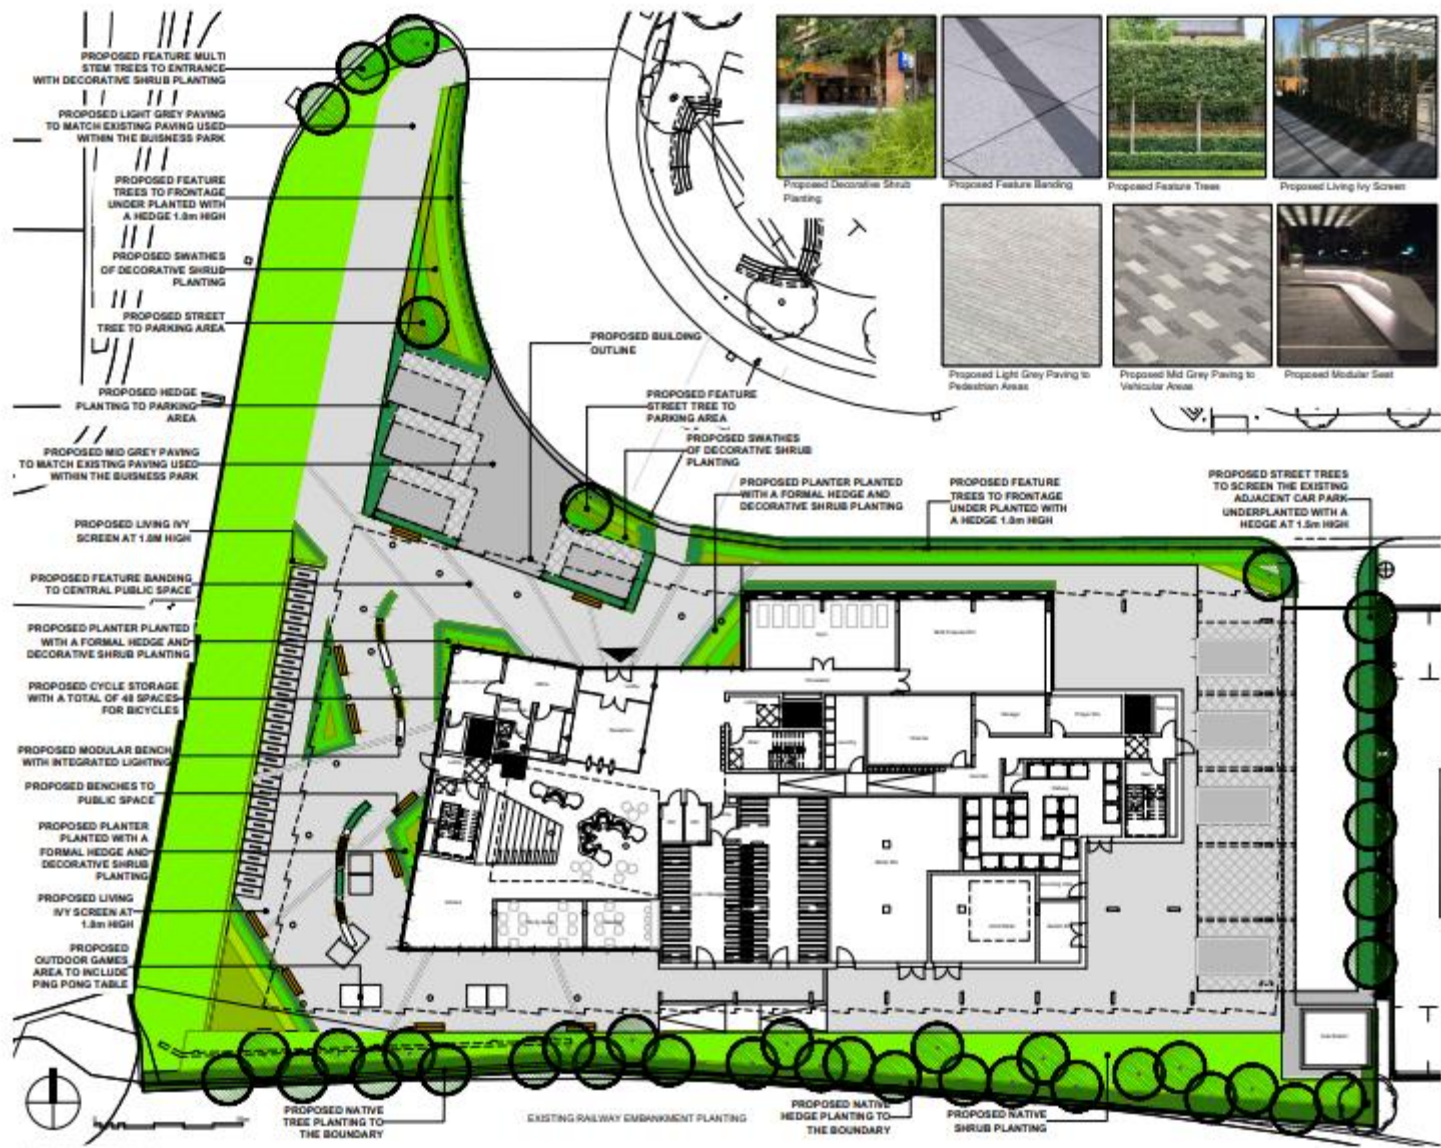 PROPOSED FEATURE MULTI
STEM TREES TO ENTRANCE
WITH DECORATIVE SHRUB PLANTING
PROPOSED LIGHT GREY PAVING
TO MATCH EXISTING PAVING USED
WITHIN THE BUISNESS PARK
PROPOSED FEATURE
TREES TO FRONTAGE
UNDER PLANTED WITH
A HEDGE 1.8m HIGH
PROPOSED SWATHES
OF DECORATIVE SHRUB
PLANTING
PROPOSED STREET
TREE TO PARKING AREA
PROPOSED HEDGE
PLANTING TO PARKING
AREA
PROPOSED MID GREY PAVING
TO MATCH EXISTING PAVING USED
WITHIN THE BUISNESS PARK
PROPOSED LIVING IVY
SCREEN AT 1.8M HIGH
PROPOSED FEATURE BANDING
TO CENTRAL PUBLIC SPACE
PROPOSED PLANTER PLANTED
WITH A FORMAL HEDGE AND
DECORATIVE SHRUB PLANTING
PROPOSED CYCLE STORAGE
WITH A TOTAL OF 48 SPACES
FOR BICYCLES
PROPOSED MODULAR BENCH
WITH INTEGRATED LIGHTING
PROPOSED BENCHES TO
PUBLIC SPACE
PROPOSED PLANTER
PLANTED WITH A
FORMAL HEDGE AND
DECORATIVE SHRUB
PLANTING
PROPOSED LIVING
IVY SCREEN AT
1.8m HIGH
PROPOSED
OUTDOOR GAMES
AREA TO INCLUDE
PING PONG TABLE
Proposed Decorative Shrub
Planting
Proposed Feature Banding
Proposed Feature Trees
Proposed Living Ivy Screen
Proposed Light Grey Paving to
Pedestrian Areas
Proposed Mid Grey Paving to
Vehicular Areas
Proposed Modular Seat
PROPOSED BUILDING
OUTLINE
PROPOSED FEATURE
STREET TREE TO
PARKING AREA
PROPOSED SWATHES
OF DECORATIVE SHRUB
PLANTING
PROPOSED PLANTER PLANTED
WITH A FORMAL HEDGE AND
DECORATIVE SHRUB PLANTING
PROPOSED FEATURE
TREES TO FRONTAGE
UNDER PLANTED WITH
A HEDGE 1.8m HIGH
PROPOSED STREET TREES
TO SCREEN THE EXISTING
ADJACENT CAR PARK
UNDERPLANTED WITH A
HEDGE AT 1.5m HIGH
PROPOSED NATIVE
TREE PLANTING TO
THE BOUNDARY
EXISTING RAILWAY EMBANKMENT PLANTING
PROPOSED NATIVE
HEDGE PLANTING TO
THE BOUNDARY
PROPOSED NATIVE
SHRUB PLANTING